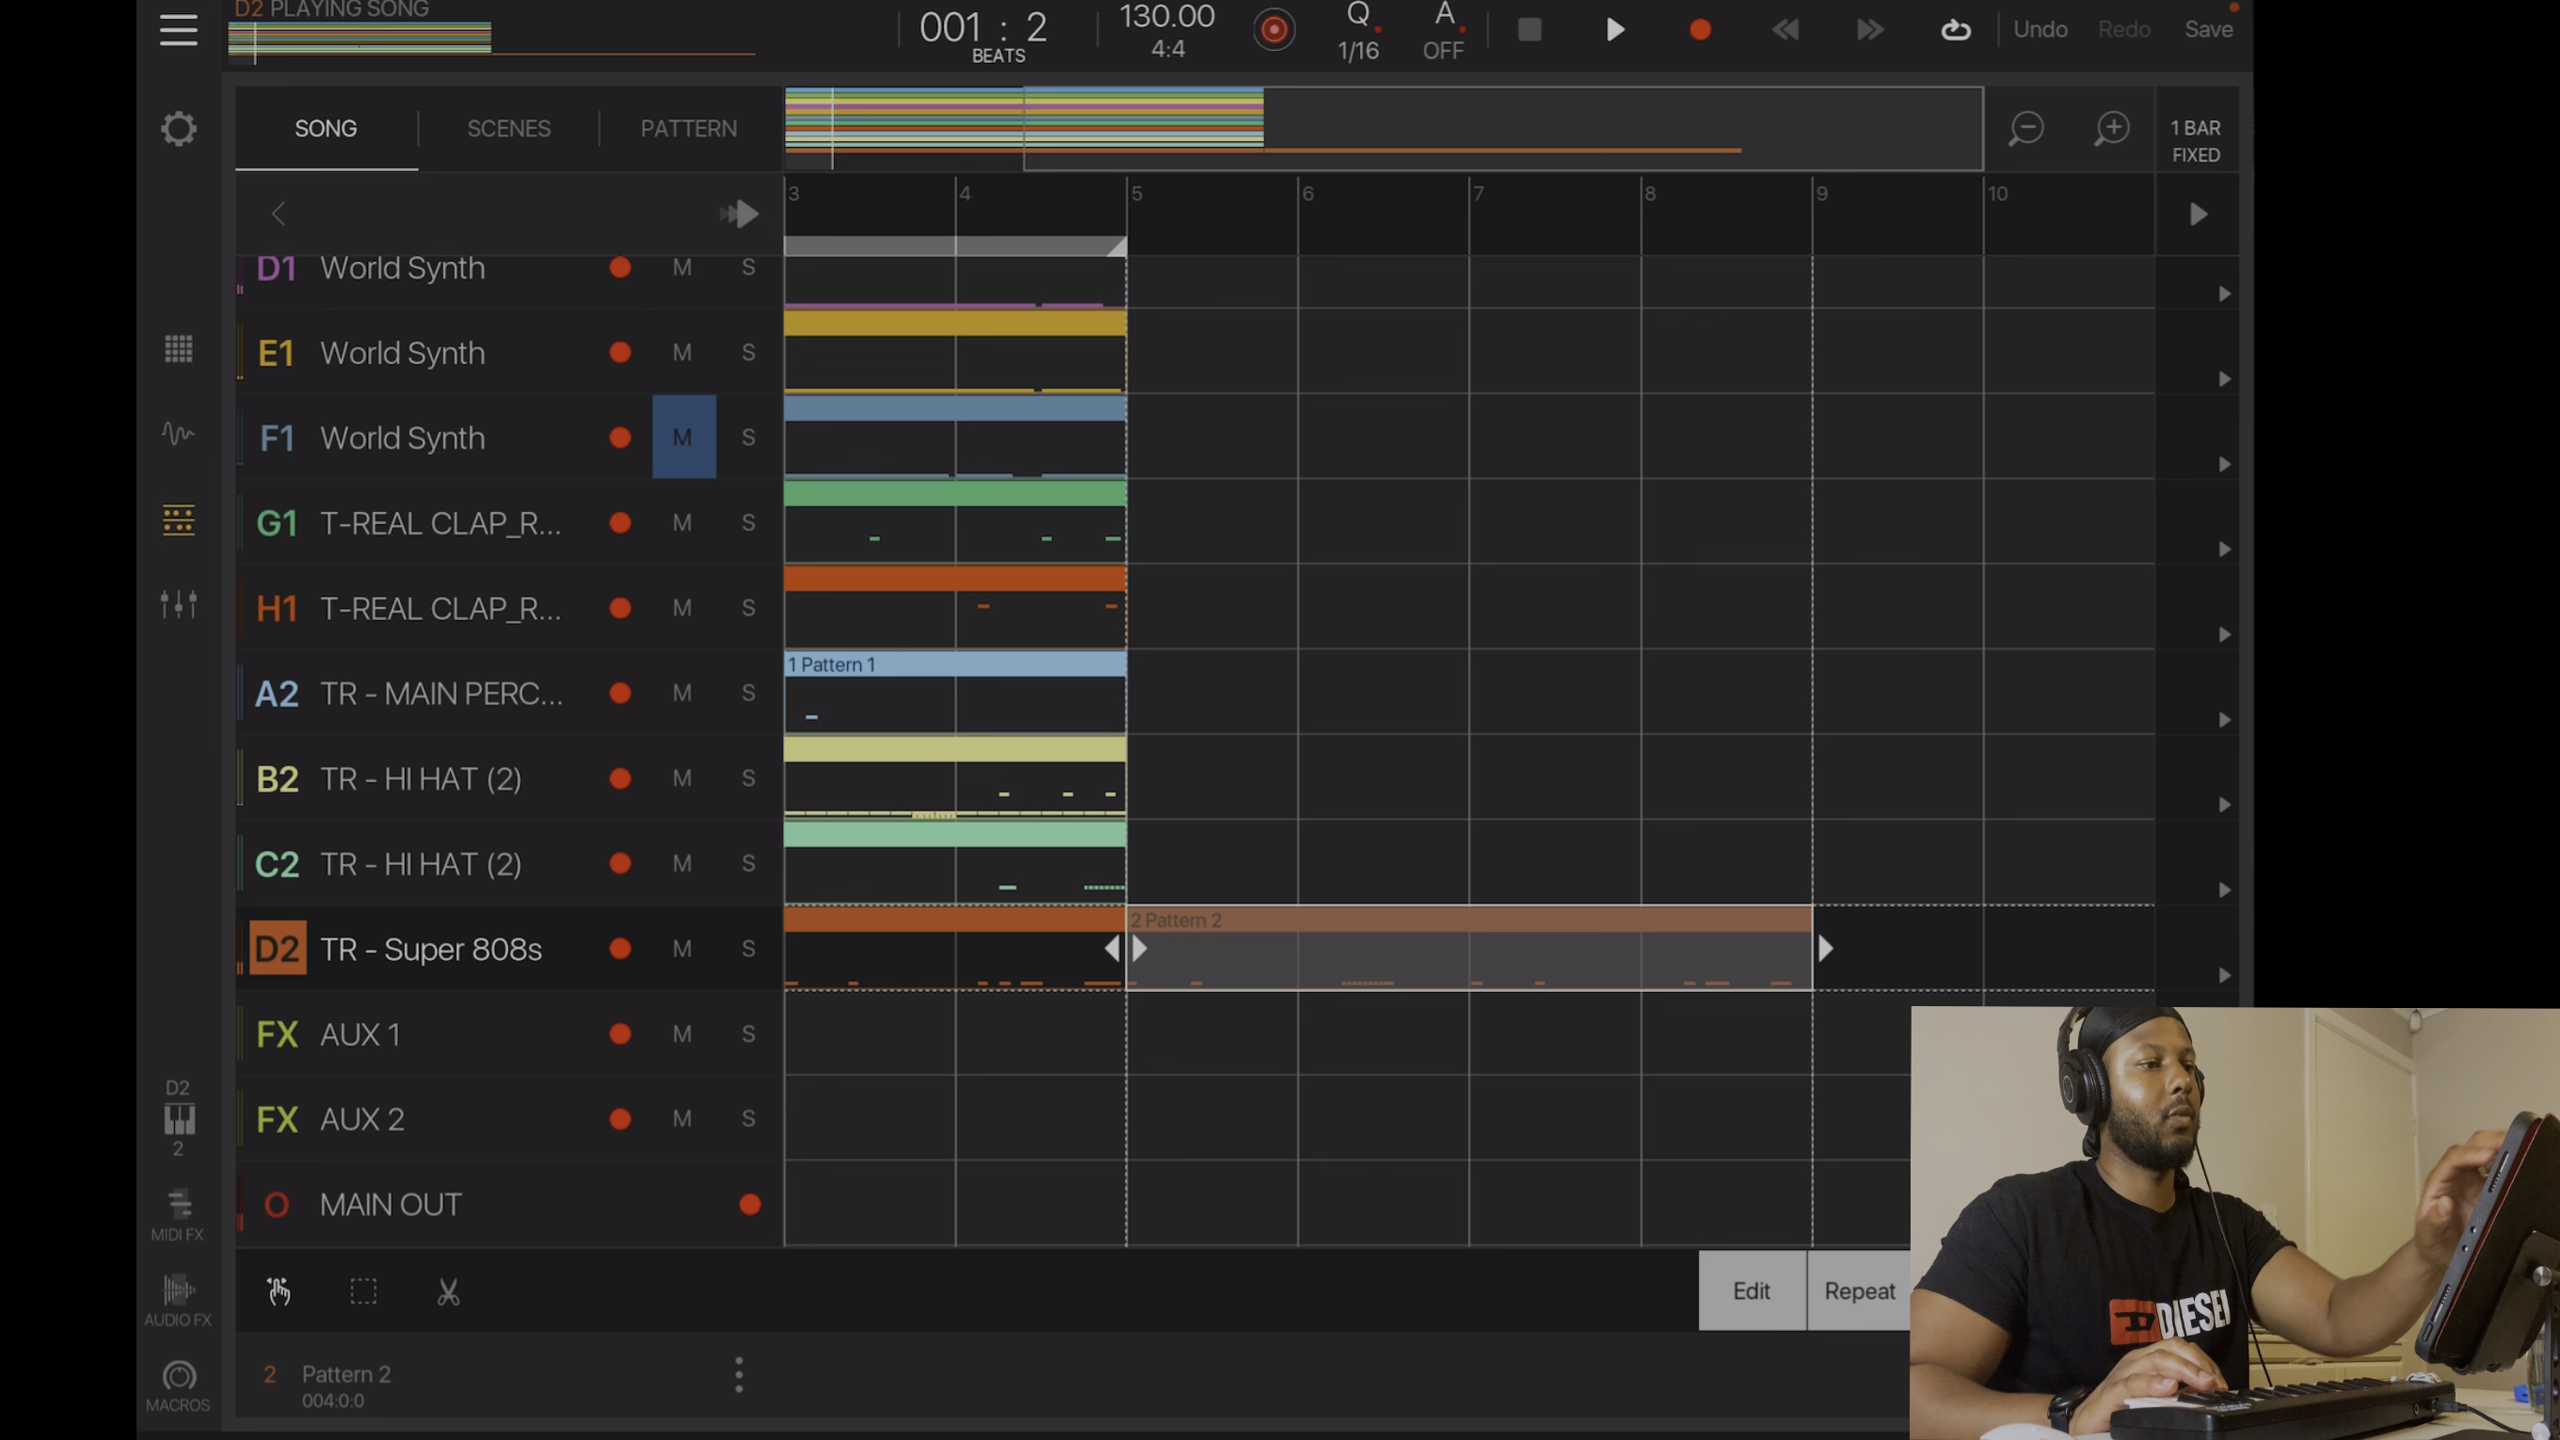 D2 PLAYING SONG
001 : 2
BEATS
130.00
4:4
Q
1/16
A
OFF
Undo
Redo
Save
SONG
SCENES
PATTERN
1 BAR
FIXED
3
4
5
6
7
8
9
10
D1 World Synth M S
E1 World Synth M S
F1 World Synth M S
G1 T-REAL CLAP_R... M S
H1 T-REAL CLAP_R... M S
A2 TR - MAIN PERC... M S
1 Pattern 1
B2 TR - HI HAT (2) M S
C2 TR - HI HAT (2) M S
D2 TR - Super 808s M S
2 Pattern 2
FX AUX 1 M S
FX AUX 2 M S
O MAIN OUT
D2
2
MIDI FX
AUDIO FX
MACROS
Edit
Repeat
2 Pattern 2
004:0:0
DIESEL